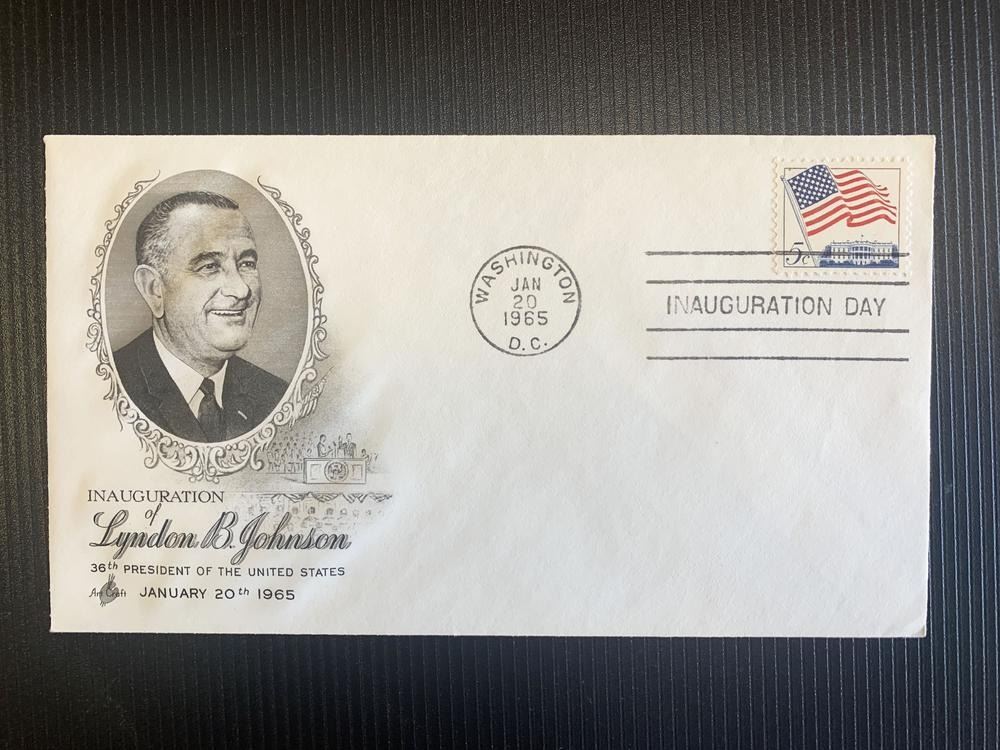 WASHINGTON
JAN
20
1965
D.C.
5c
INAUGURATION DAY
INAUGURATION
of
Lyndon B. Johnson
36th PRESIDENT OF THE UNITED STATES
Art Craft JANUARY 20th 1965